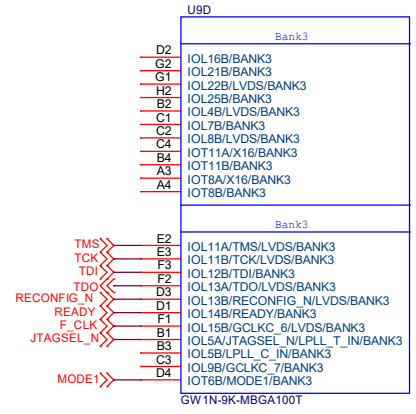 U9D
Bank3
D2 IOL16B/BANK3
G2 IOL21B/BANK3
G1 IOL22B/LVDS/BANK3
H2 IOL25B/BANK3
B2 IOL4B/LVDS/BANK3
C1 IOL7B/BANK3
C2 IOL8B/LVDS/BANK3
C4 IOT11A/X16/BANK3
B4 IOT11B/BANK3
A3 IOT8A/X16/BANK3
A4 IOT8B/BANK3
Bank3
TMS E2 IOL11A/TMS/LVDS/BANK3
TCK E3 IOL11B/TCK/LVDS/BANK3
TDI F3 IOL12B/TDI/BANK3
TDO F2 IOL13A/TDO/LVDS/BANK3
RECONFIG_N D3 IOL13B/RECONFIG_N/LVDS/BANK3
READY D1 IOL14B/READY/BANK3
F_CLK F1 IOL15B/GCLKC_6/LVDS/BANK3
JTAGSEL_N B1 IOL5A/JTAGSEL_N/LPLL_T_IN/BANK3
B3 IOL5B/LPLL_C_IN/BANK3
C3 IOL9B/GCLKC_7/BANK3
MODE1 D4 IOT6B/MODE1/BANK3
GW1N-9K-MBGA100T